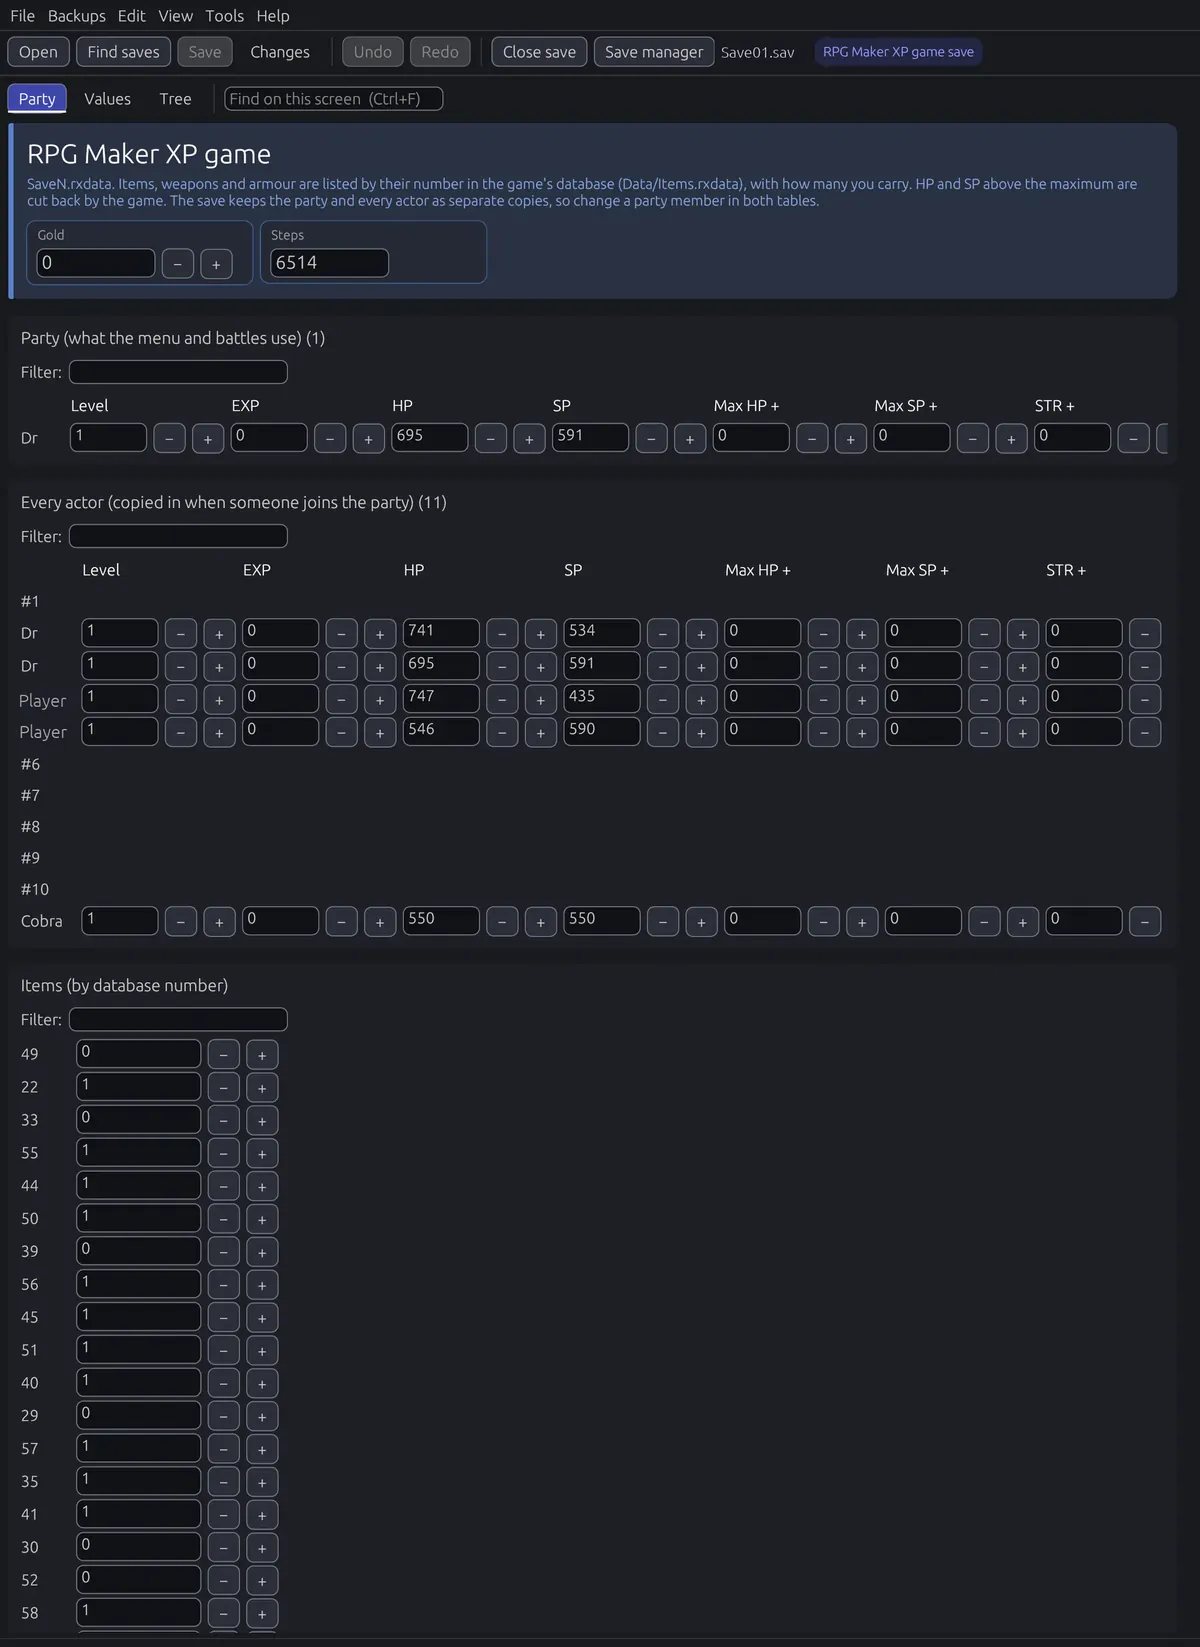 File Backups Edit View Tools Help
Open Find saves Save Changes Undo Redo Close save Save manager Save01.sav RPG Maker XP game save
Party Values Tree Find on this screen (Ctrl+F)
RPG Maker XP game
SaveN.rxdata. Items, weapons and armour are listed by their number in the game's database (Data/Items.rxdata), with how many you carry. HP and SP above the maximum are
cut back by the game. The save keeps the party and every actor as separate copies, so change a party member in both tables.
Gold Steps
0 − + 6514
Party (what the menu and battles use) (1)
Filter:
Level EXP HP SP Max HP + Max SP + STR +
Dr 1 − + 0 − + 695 − + 591 − + 0 − + 0 − + 0 −
Every actor (copied in when someone joins the party) (11)
Filter:
Level EXP HP SP Max HP + Max SP + STR +
#1
Dr 1 − + 0 − + 741 − + 534 − + 0 − + 0 − + 0 −
Dr 1 − + 0 − + 695 − + 591 − + 0 − + 0 − + 0 −
Player 1 − + 0 − + 747 − + 435 − + 0 − + 0 − + 0 −
Player 1 − + 0 − + 546 − + 590 − + 0 − + 0 − + 0 −
#6
#7
#8
#9
#10
Cobra 1 − + 0 − + 550 − + 550 − + 0 − + 0 − + 0 −
Items (by database number)
Filter:
49 0 − +
22 1 − +
33 0 − +
55 1 − +
44 1 − +
50 1 − +
39 0 − +
56 1 − +
45 1 − +
51 1 − +
40 1 − +
29 0 − +
57 1 − +
35 1 − +
41 1 − +
30 0 − +
52 0 − +
58 1 − +